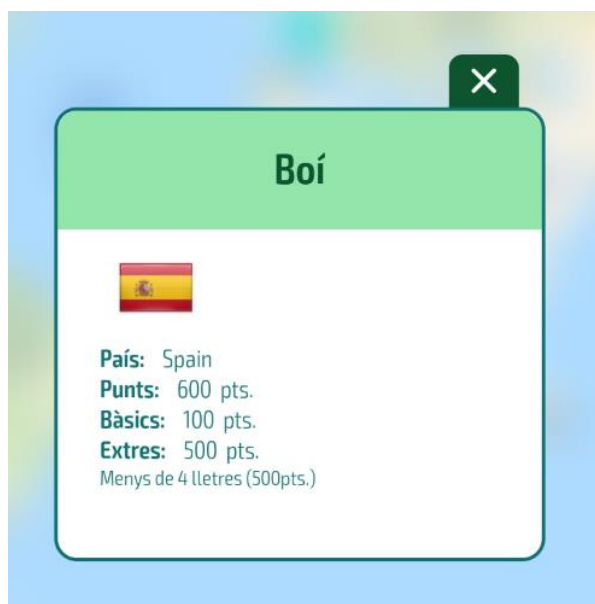 Boí
País: Spain
Punts: 600 pts.
Bàsics: 100 pts.
Extres: 500 pts.
Menys de 4 lletres (500pts.)